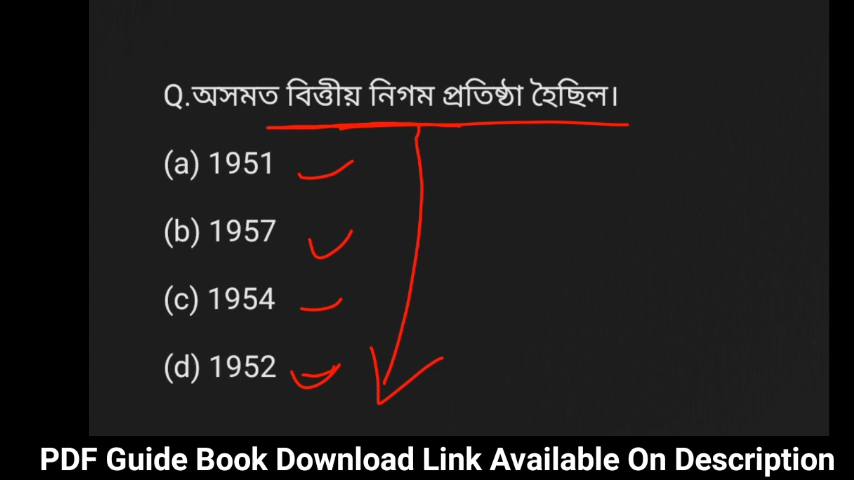 Q.অসমত বিত্তীয় নিগম প্ৰতিষ্ঠা হৈছিল।
(a) 1951
(b) 1957
(c) 1954
(d) 1952
PDF Guide Book Download Link Available On Description